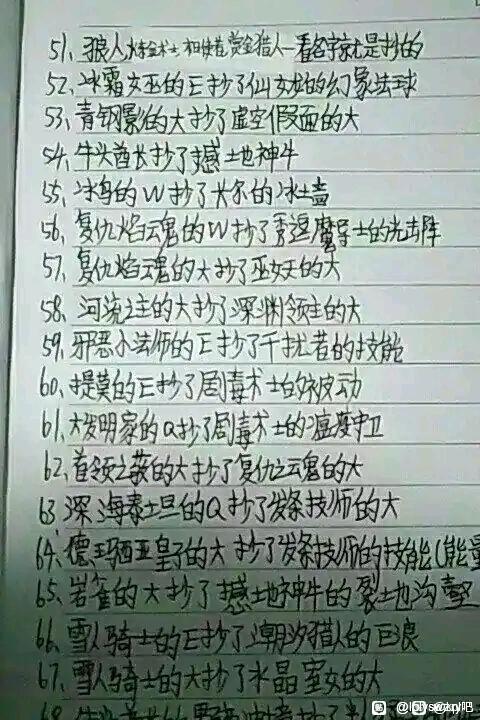 51、狼人 炼金术士 和 赏金猎人 一看名字就是抄的
52、冰霜女巫的E抄了仙女龙的幻象法球
53、青钢影的大抄了虚空假面的大
54、牛头酋长抄了撼地神牛
55、冰鸟的W抄了卡尔的冰墙
56、复仇焰魂的W抄了秀逗魔导士的光击阵
57、复仇焰魂的大抄了巫妖王的大
58、河流之主的大抄了深渊领主的大
59、邪恶小法师的E抄了干扰者的技能
60、提莫的E抄了剧毒术士的被动
61、大发明家的Q抄了剧毒术士的瘟疫守卫
62、首领之傲的大抄了复仇之魂的大
63、深海泰坦的Q抄了发条技师的大
64、德玛西亚皇子的大抄了发条技师的技能(能量
65、岩雀的大抄了撼地神牛的裂地沟壑
66、雪人骑士的E抄了潮汐猎人的巨浪
67、雪人骑士的大抄了水晶室女的大
68、牛头酋长